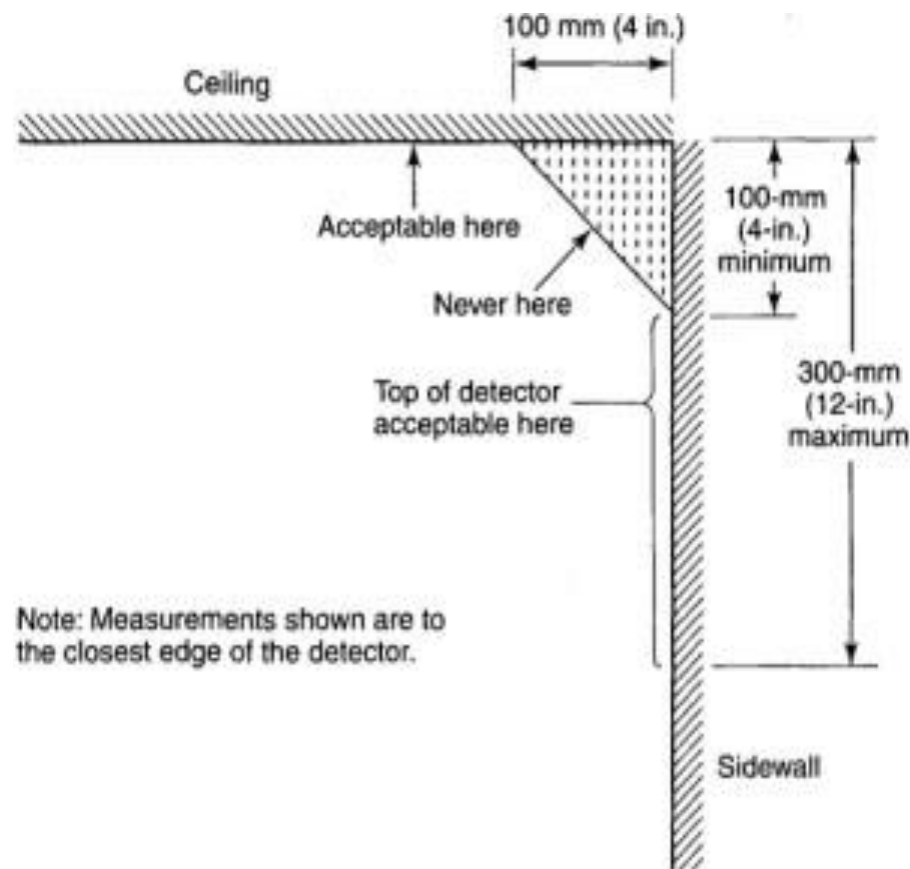 100 mm (4 in.)
Ceiling
Acceptable here
100-mm
(4-in.)
minimum
Never here
Top of detector
acceptable here
300-mm
(12-in.)
maximum
Note: Measurements shown are to
the closest edge of the detector.
Sidewall